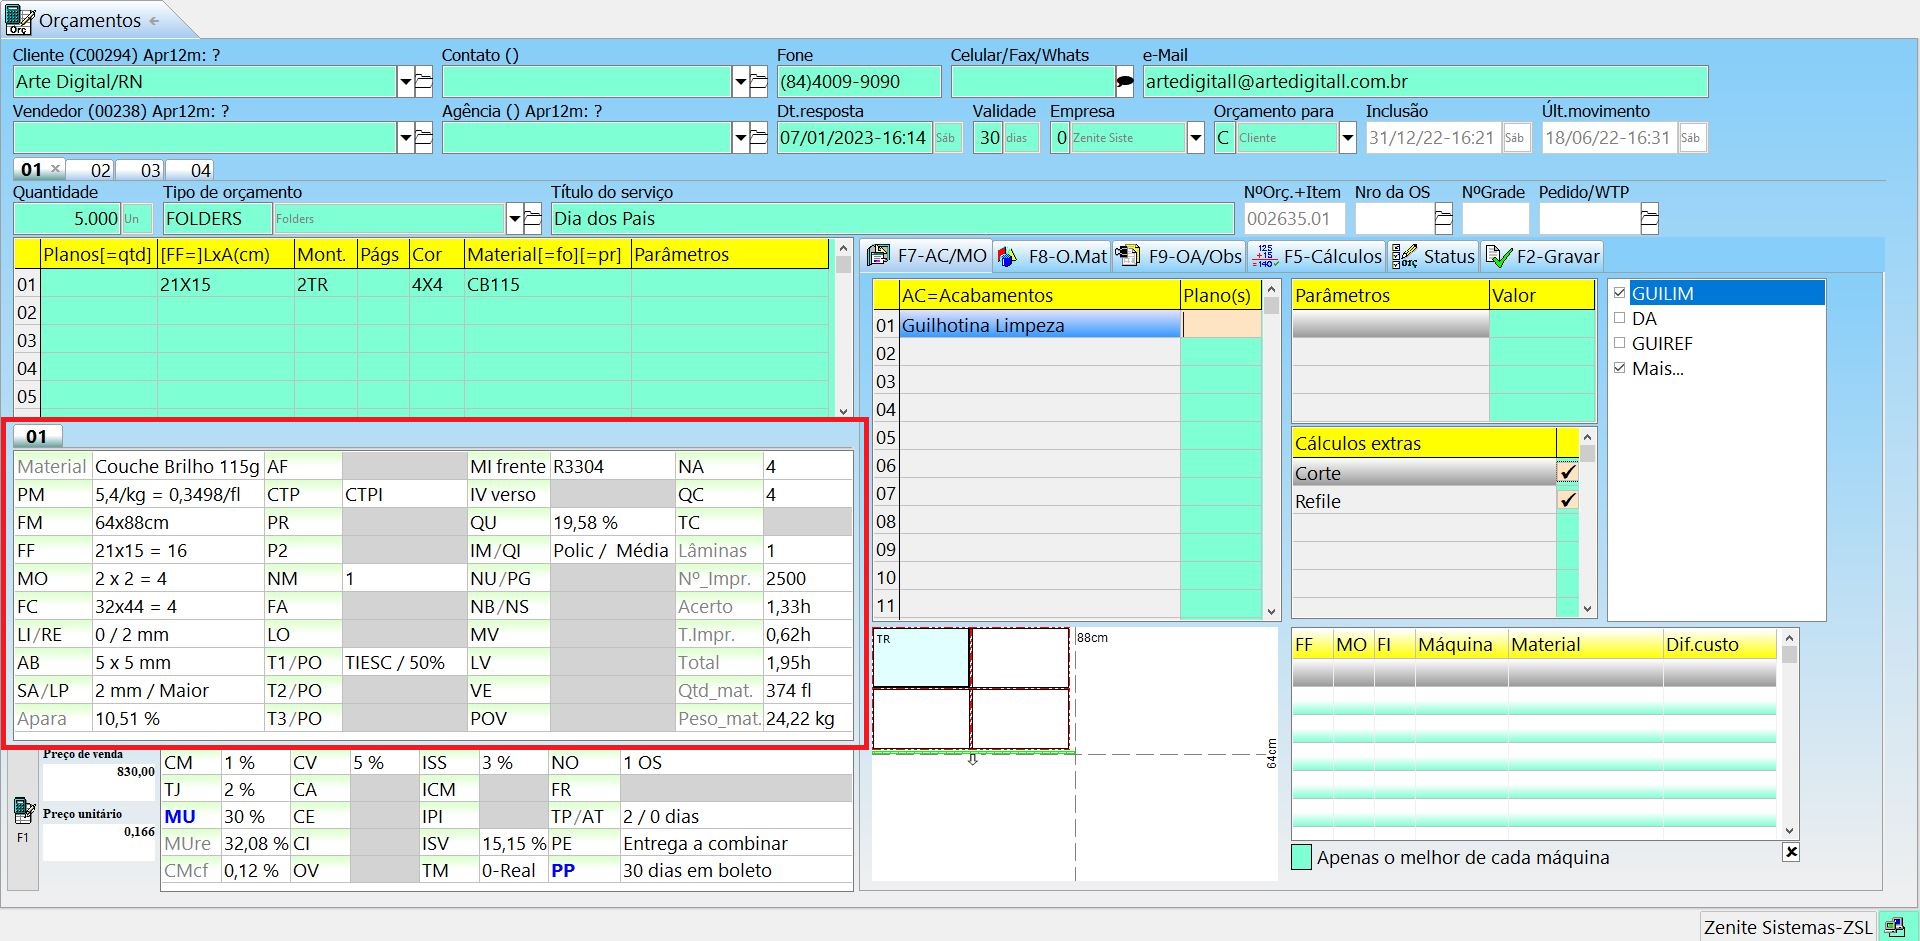 Orçamentos
Cliente (C00294) Apr12m: ? Contato () Fone Celular/Fax/Whats e-Mail
Arte Digital/RN (84)4009-9090 artedigitall@artedigitall.com.br
Vendedor (00238) Apr12m: ? Agência () Apr12m: ? Dt.resposta Validade Empresa Orçamento para Inclusão Últ.movimento
07/01/2023-16:14 Sáb 30 dias 0 Zenite Siste C Cliente 31/12/22-16:21 Sáb 18/06/22-16:31 Sáb
01 × 02 03 04
Quantidade Tipo de orçamento Título do serviço NºOrç.+Item Nro da OS NºGrade Pedido/WTP
5.000 Un FOLDERS Folders Dia dos Pais 002635.01
Planos[=qtd] [FF=]LxA(cm) Mont. Págs Cor Material[=fo][=pr] Parâmetros
01 21X15 2TR 4X4 CB115
02
03
04
05
F7-AC/MO F8-O.Mat F9-OA/Obs F5-Cálculos Status F2-Gravar
AC=Acabamentos Plano(s)
01 Guilhotina Limpeza
02
03
04
05
06
07
08
09
10
11
Parâmetros Valor
Cálculos extras
Corte ✓
Refile ✓
GUILIM
DA
GUIREF
Mais...
01
Material Couche Brilho 115g AF MI frente R3304 NA 4
PM 5,4/kg = 0,3498/fl CTP CTPI IV verso QC 4
FM 64x88cm PR QU 19,58 % TC
FF 21x15 = 16 P2 IM/QI Polic / Média Lâminas 1
MO 2 x 2 = 4 NM 1 NU/PG Nº_Impr. 2500
FC 32x44 = 4 FA NB/NS Acerto 1,33h
LI/RE 0 / 2 mm LO MV T.Impr. 0,62h
AB 5 x 5 mm T1/PO TIESC / 50% LV Total 1,95h
SA/LP 2 mm / Maior T2/PO VE Qtd_mat. 374 fl
Apara 10,51 % T3/PO POV Peso_mat. 24,22 kg
TR 88cm
64cm
FF MO FI Máquina Material Dif.custo
Apenas o melhor de cada máquina
F1
Preço de venda
830,00
Preço unitário
0,166
CM 1 % CV 5 % ISS 3 % NO 1 OS
TJ 2 % CA ICM FR
MU 30 % CE IPI TP/AT 2 / 0 dias
MUre 32,08 % CI ISV 15,15 % PE Entrega a combinar
CMcf 0,12 % OV TM 0-Real PP 30 dias em boleto
Zenite Sistemas-ZSL